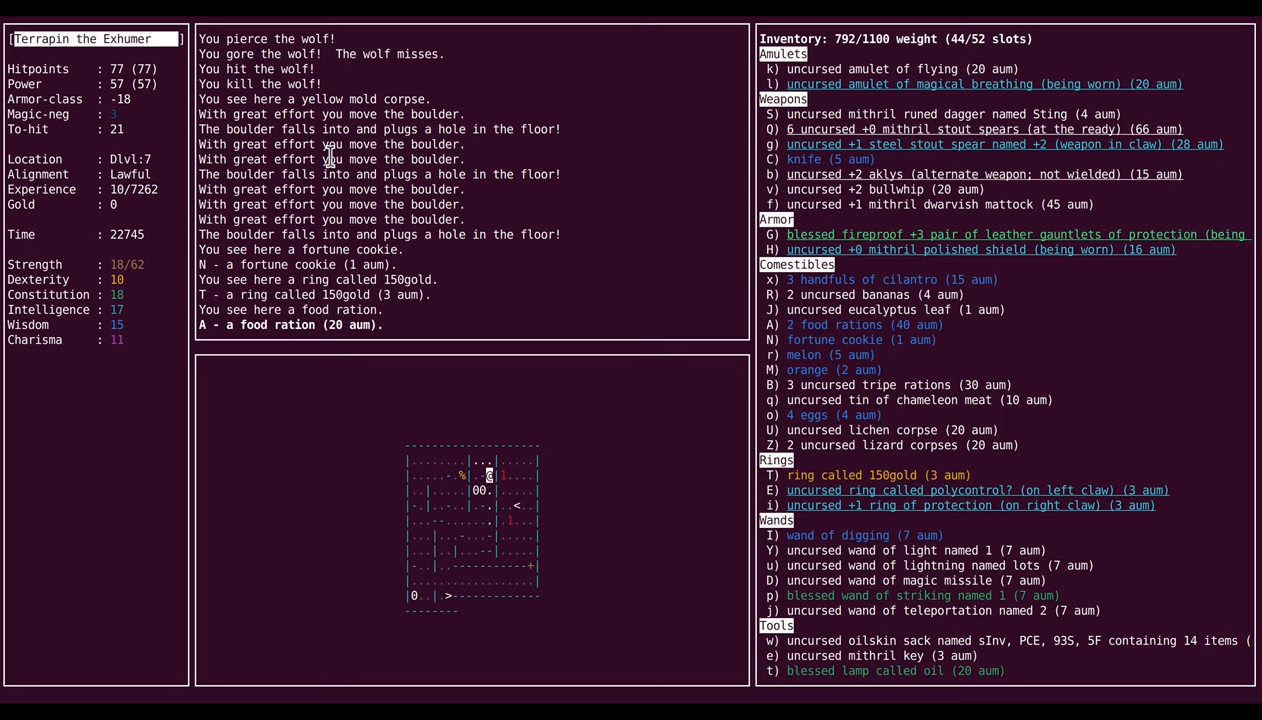 [Terrapin the Exhumer ]
Hitpoints : 77 (77)
Power : 57 (57)
Armor-class : -18
Magic-neg : 3
To-hit : 21
Location : Dlvl:7
Alignment : Lawful
Experience : 10/7262
Gold : 0
Time : 22745
Strength : 18/62
Dexterity : 10
Constitution : 18
Intelligence : 17
Wisdom : 15
Charisma : 11
You pierce the wolf!
You gore the wolf! The wolf misses.
You hit the wolf!
You kill the wolf!
You see here a yellow mold corpse.
With great effort you move the boulder.
The boulder falls into and plugs a hole in the floor!
With great effort you move the boulder.
With great effort you move the boulder.
The boulder falls into and plugs a hole in the floor!
With great effort you move the boulder.
With great effort you move the boulder.
With great effort you move the boulder.
The boulder falls into and plugs a hole in the floor!
You see here a fortune cookie.
N - a fortune cookie (1 aum).
You see here a ring called 150gold.
T - a ring called 150gold (3 aum).
You see here a food ration.
A - a food ration (20 aum).
--------------------
|........|...|.....|
|.....-.%|.-@|1....|
|..|.....|00.|.....|
|-.|..-..|.-.|..<..|
|...--.......|.1...|
|...|...-...-|.....|
|...|..|...--|.....|
|-..|..-----------+|
|..................|
|0..|.>------------
--------
Inventory: 792/1100 weight (44/52 slots)
Amulets
k) uncursed amulet of flying (20 aum)
l) uncursed amulet of magical breathing (being worn) (20 aum)
Weapons
S) uncursed mithril runed dagger named Sting (4 aum)
Q) 6 uncursed +0 mithril stout spears (at the ready) (66 aum)
g) uncursed +1 steel stout spear named +2 (weapon in claw) (28 aum)
C) knife (5 aum)
b) uncursed +2 aklys (alternate weapon; not wielded) (15 aum)
v) uncursed +2 bullwhip (20 aum)
f) uncursed +1 mithril dwarvish mattock (45 aum)
Armor
G) blessed fireproof +3 pair of leather gauntlets of protection (being
H) uncursed +0 mithril polished shield (being worn) (16 aum)
Comestibles
x) 3 handfuls of cilantro (15 aum)
R) 2 uncursed bananas (4 aum)
J) uncursed eucalyptus leaf (1 aum)
A) 2 food rations (40 aum)
N) fortune cookie (1 aum)
r) melon (5 aum)
M) orange (2 aum)
B) 3 uncursed tripe rations (30 aum)
q) uncursed tin of chameleon meat (10 aum)
o) 4 eggs (4 aum)
U) uncursed lichen corpse (20 aum)
Z) 2 uncursed lizard corpses (20 aum)
Rings
T) ring called 150gold (3 aum)
E) uncursed ring called polycontrol? (on left claw) (3 aum)
i) uncursed +1 ring of protection (on right claw) (3 aum)
Wands
I) wand of digging (7 aum)
Y) uncursed wand of light named 1 (7 aum)
u) uncursed wand of lightning named lots (7 aum)
D) uncursed wand of magic missile (7 aum)
p) blessed wand of striking named 1 (7 aum)
j) uncursed wand of teleportation named 2 (7 aum)
Tools
w) uncursed oilskin sack named sInv, PCE, 93S, 5F containing 14 items (
e) uncursed mithril key (3 aum)
t) blessed lamp called oil (20 aum)